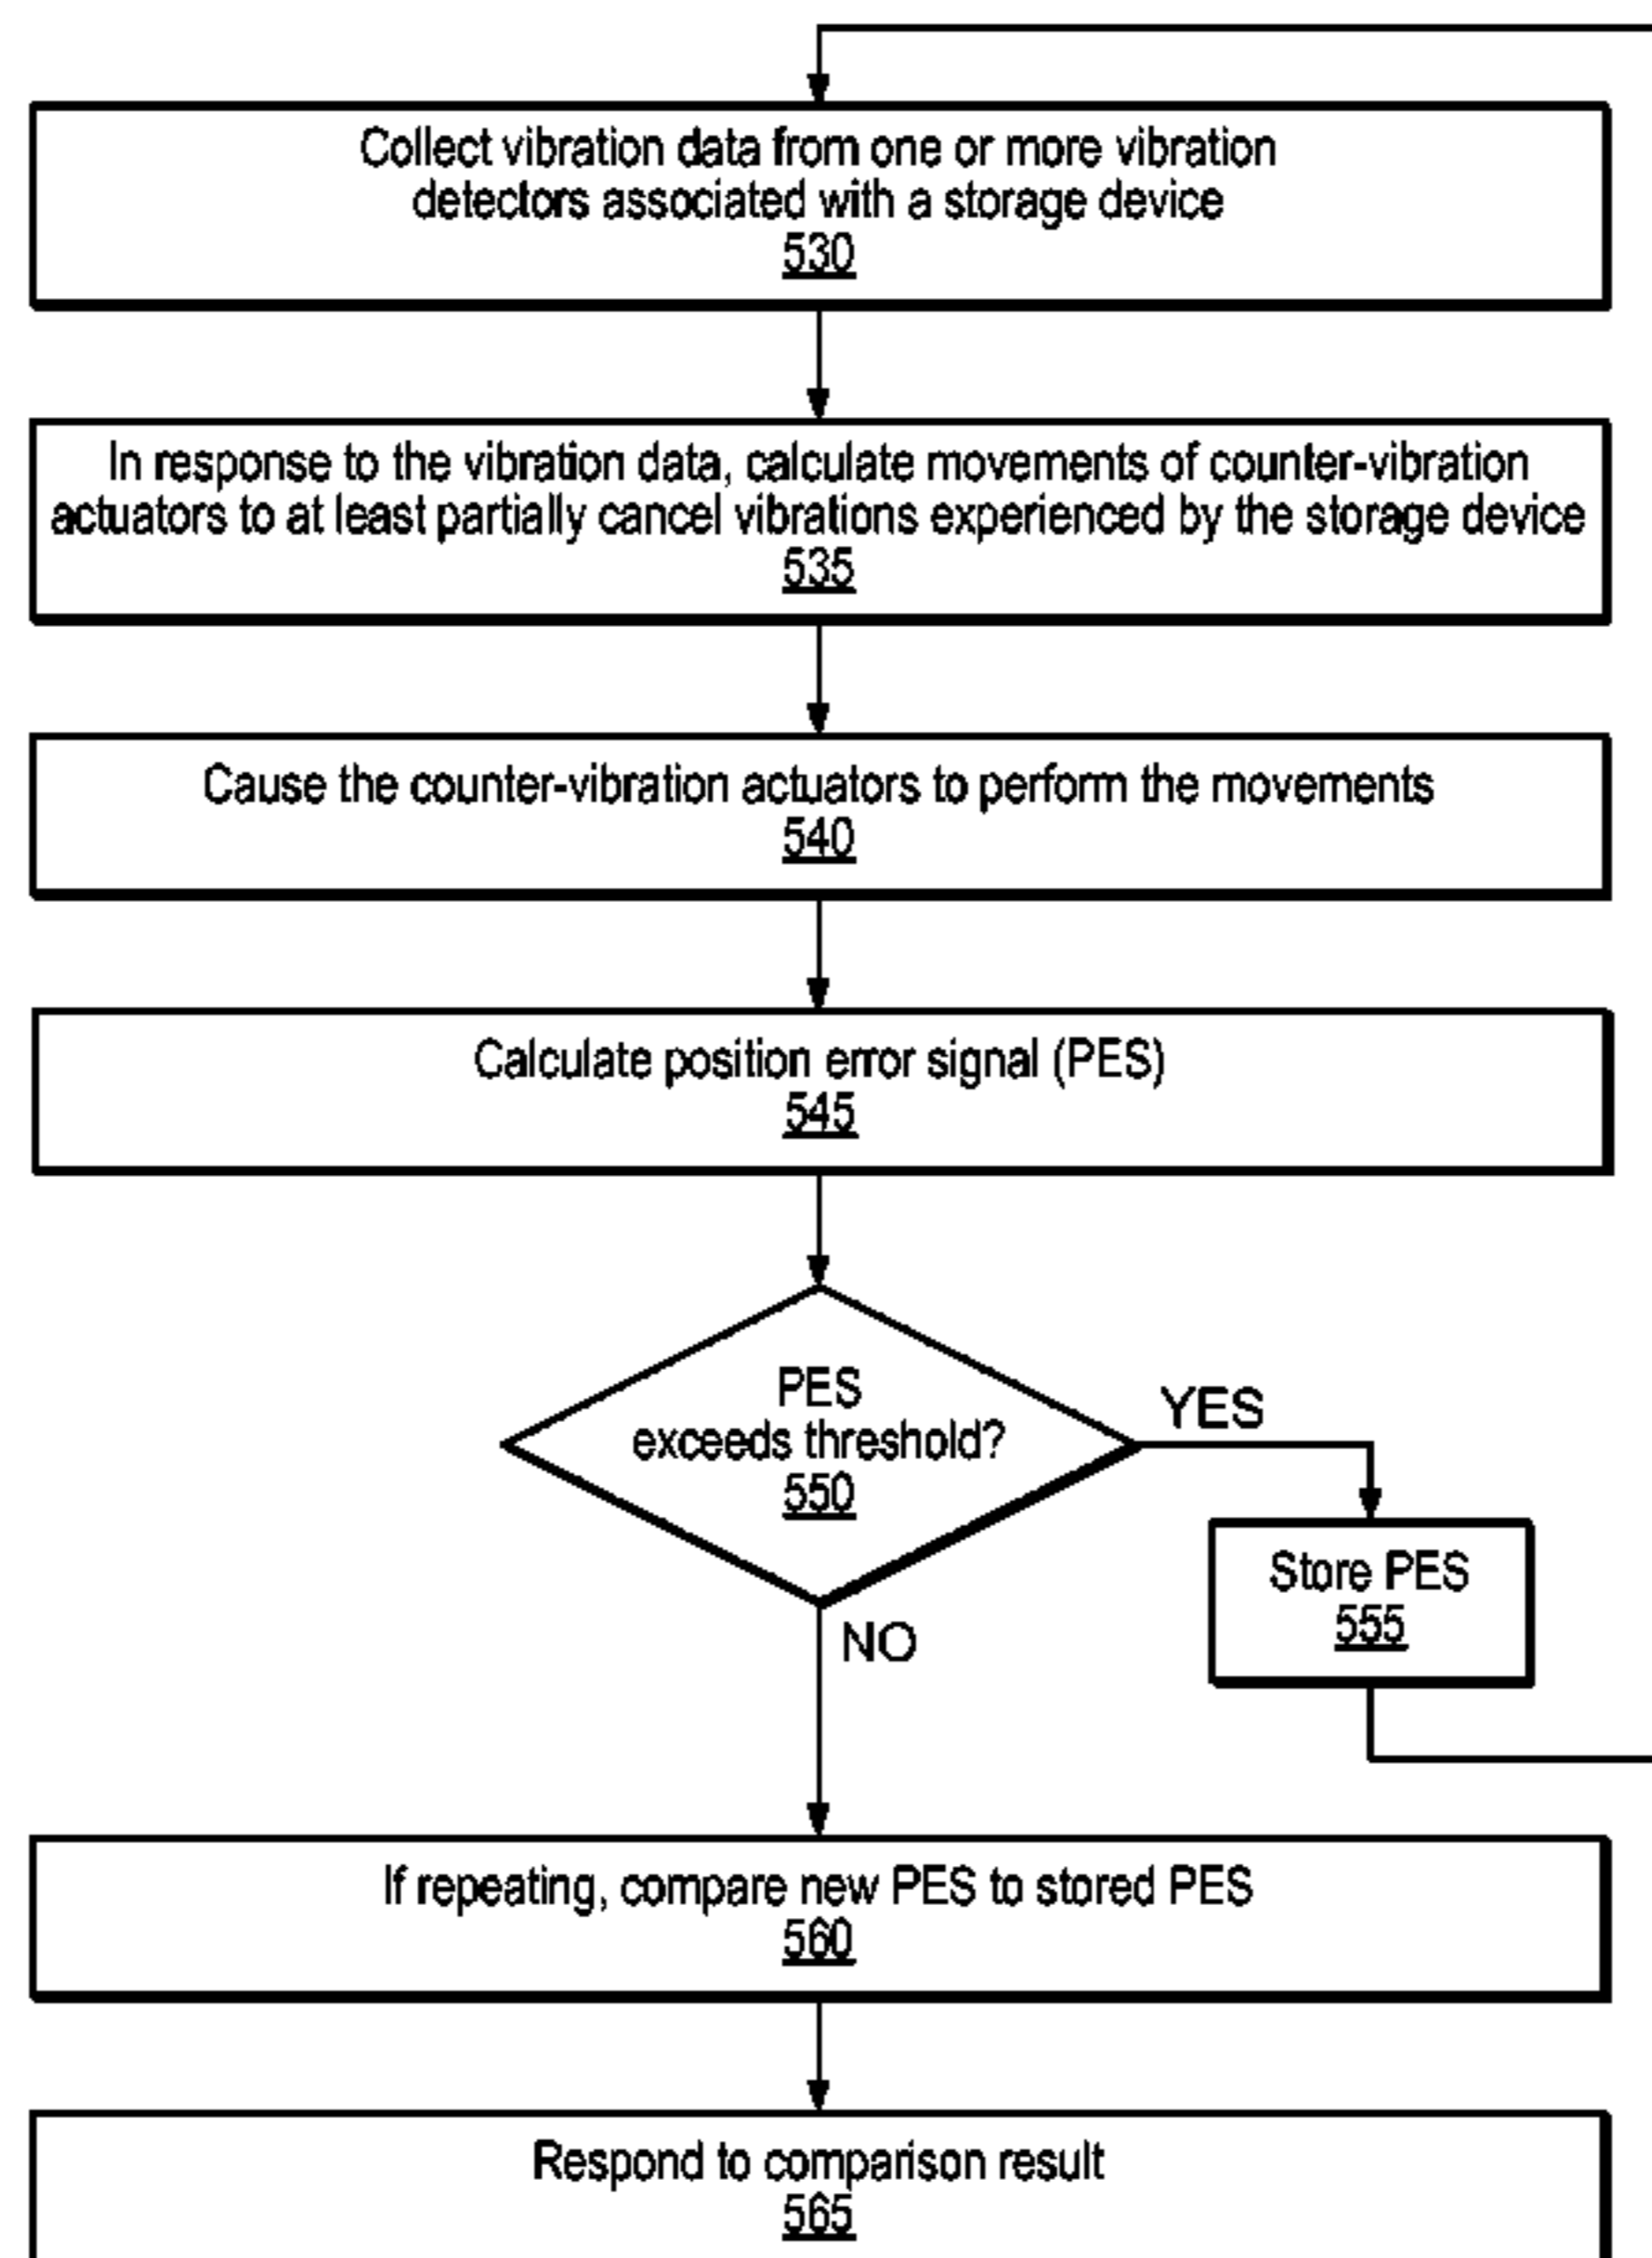 Collect vibration data from one or more vibration
detectors associated with a storage device
530
In response to the vibration data, calculate movements of counter-vibration
actuators to at least partially cancel vibrations experienced by the storage device
535
Cause the counter-vibration actuators to perform the movements
540
Calculate position error signal (PES)
545
PES
exceeds threshold?
550
YES
Store PES
555
NO
If repeating, compare new PES to stored PES
560
Respond to comparison result
565